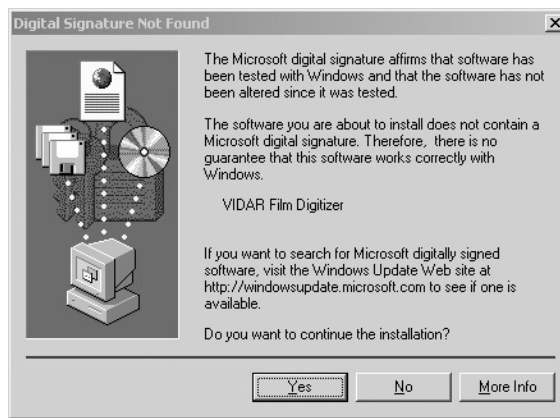 Digital Signature Not Found
The Microsoft digital signature affirms that software has
been tested with Windows and that the software has not
been altered since it was tested.
The software you are about to install does not contain a
Microsoft digital signature. Therefore, there is no
guarantee that this software works correctly with
Windows.
VIDAR Film Digitizer
If you want to search for Microsoft digitally signed
software, visit the Windows Update Web site at
http://windowsupdate.microsoft.com to see if one is
available.
Do you want to continue the installation?
Yes No More Info